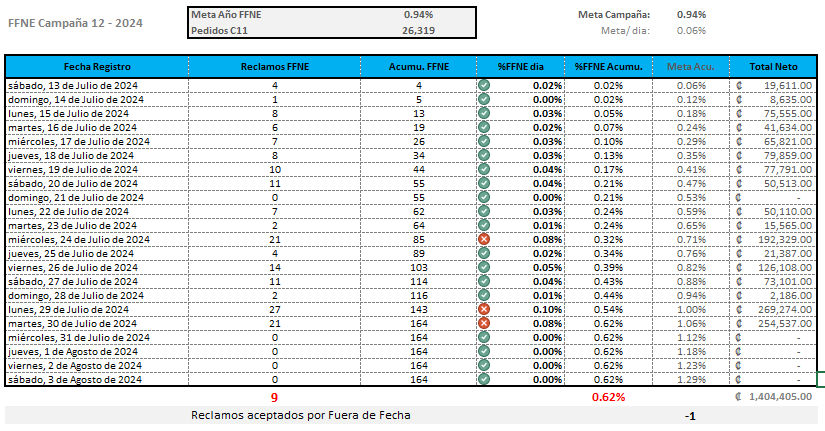 FFNE Campaña 12 - 2024
Meta Año FFNE 0.94%
Pedidos C11 26,319
Meta Campaña: 0.94%
Meta/ dia: 0.06%
Fecha Registro Reclamos FFNE Acumu. FFNE %FFNE dia %FFNE Acumu. Meta Acu. Total Neto
sábado, 13 de Julio de 2024 4 4 0.02% 0.02% 0.06% ₡ 19,611.00
domingo, 14 de Julio de 2024 1 5 0.00% 0.02% 0.12% ₡ 8,635.00
lunes, 15 de Julio de 2024 8 13 0.03% 0.05% 0.18% ₡ 75,555.00
martes, 16 de Julio de 2024 6 19 0.02% 0.07% 0.24% ₡ 41,634.00
miércoles, 17 de Julio de 2024 7 26 0.03% 0.10% 0.29% ₡ 65,821.00
jueves, 18 de Julio de 2024 8 34 0.03% 0.13% 0.35% ₡ 79,859.00
viernes, 19 de Julio de 2024 10 44 0.04% 0.17% 0.41% ₡ 77,791.00
sábado, 20 de Julio de 2024 11 55 0.04% 0.21% 0.47% ₡ 50,513.00
domingo, 21 de Julio de 2024 0 55 0.00% 0.21% 0.53% ₡ -
lunes, 22 de Julio de 2024 7 62 0.03% 0.24% 0.59% ₡ 50,110.00
martes, 23 de Julio de 2024 2 64 0.01% 0.24% 0.65% ₡ 15,565.00
miércoles, 24 de Julio de 2024 21 85 0.08% 0.32% 0.71% ₡ 192,329.00
jueves, 25 de Julio de 2024 4 89 0.02% 0.34% 0.76% ₡ 21,387.00
viernes, 26 de Julio de 2024 14 103 0.05% 0.39% 0.82% ₡ 126,108.00
sábado, 27 de Julio de 2024 11 114 0.04% 0.43% 0.88% ₡ 73,101.00
domingo, 28 de Julio de 2024 2 116 0.01% 0.44% 0.94% ₡ 2,186.00
lunes, 29 de Julio de 2024 27 143 0.10% 0.54% 1.00% ₡ 269,274.00
martes, 30 de Julio de 2024 21 164 0.08% 0.62% 1.06% ₡ 254,537.00
miércoles, 31 de Julio de 2024 0 164 0.00% 0.62% 1.12% ₡ -
jueves, 1 de Agosto de 2024 0 164 0.00% 0.62% 1.18% ₡ -
viernes, 2 de Agosto de 2024 0 164 0.00% 0.62% 1.23% ₡ -
sábado, 3 de Agosto de 2024 0 164 0.00% 0.62% 1.29% ₡ -
9 0.62% ₡ 1,404,405.00
Reclamos aceptados por Fuera de Fecha -1